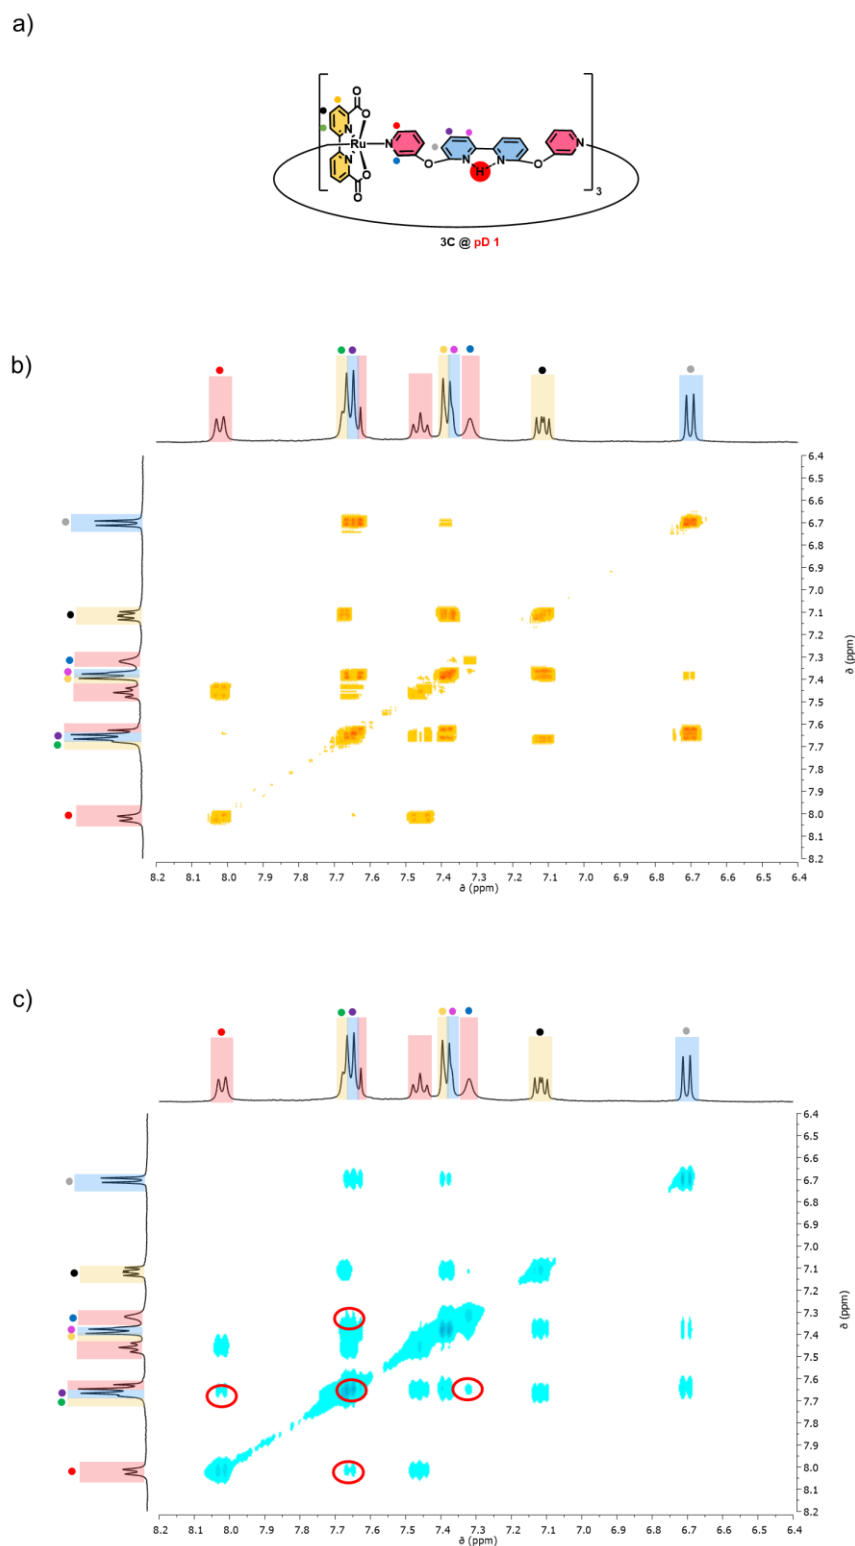 a)
O
O
N
Ru
N
N
N
N
N
H⁺
O
O
O
O
3
3C @ pD 1
b)
6.4
6.5
6.6
6.7
6.8
6.9
7.0
7.1
7.2
7.3
7.4
7.5
7.6
7.7
7.8
7.9
8.0
8.1
8.2
∂ (ppm)
8.2 8.1 8.0 7.9 7.8 7.7 7.6 7.5 7.4 7.3 7.2 7.1 7.0 6.9 6.8 6.7 6.6 6.5 6.4
∂ (ppm)
c)
6.4
6.5
6.6
6.7
6.8
6.9
7.0
7.1
7.2
7.3
7.4
7.5
7.6
7.7
7.8
7.9
8.0
8.1
8.2
∂ (ppm)
8.2 8.1 8.0 7.9 7.8 7.7 7.6 7.5 7.4 7.3 7.2 7.1 7.0 6.9 6.8 6.7 6.6 6.5 6.4
∂ (ppm)